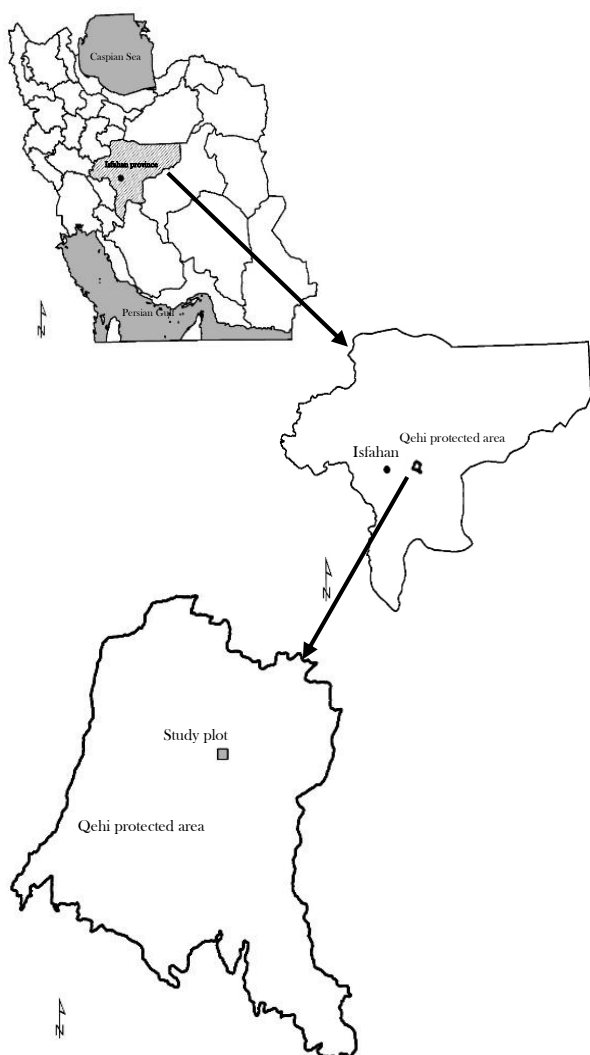 Caspian Sea
Isfahan province
Persian Gulf
N
Qehi protected area
Isfahan
N
Study plot
Qehi protected area
N